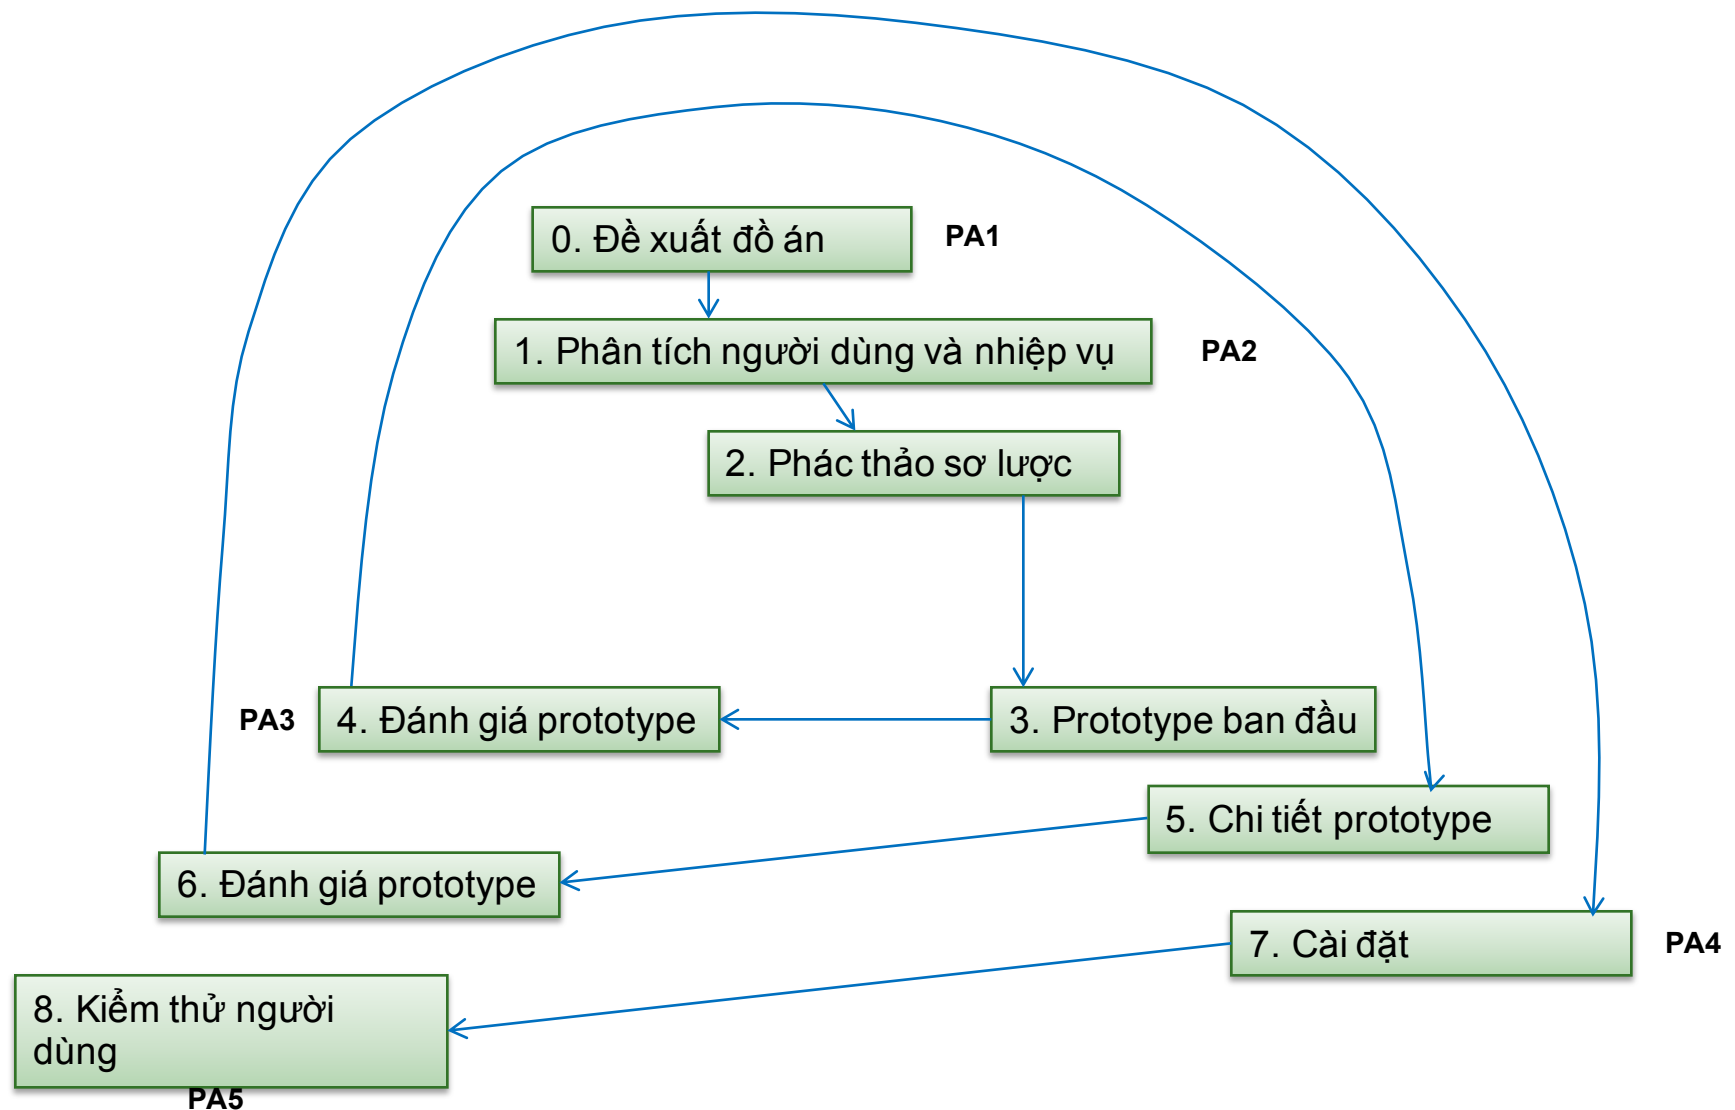 0. Đề xuất đồ án
PA1
1. Phân tích người dùng và nhiệp vụ
PA2
2. Phác thảo sơ lược
PA3
4. Đánh giá prototype
3. Prototype ban đầu
5. Chi tiết prototype
6. Đánh giá prototype
7. Cài đặt
PA4
8. Kiểm thử người
dùng
PA5